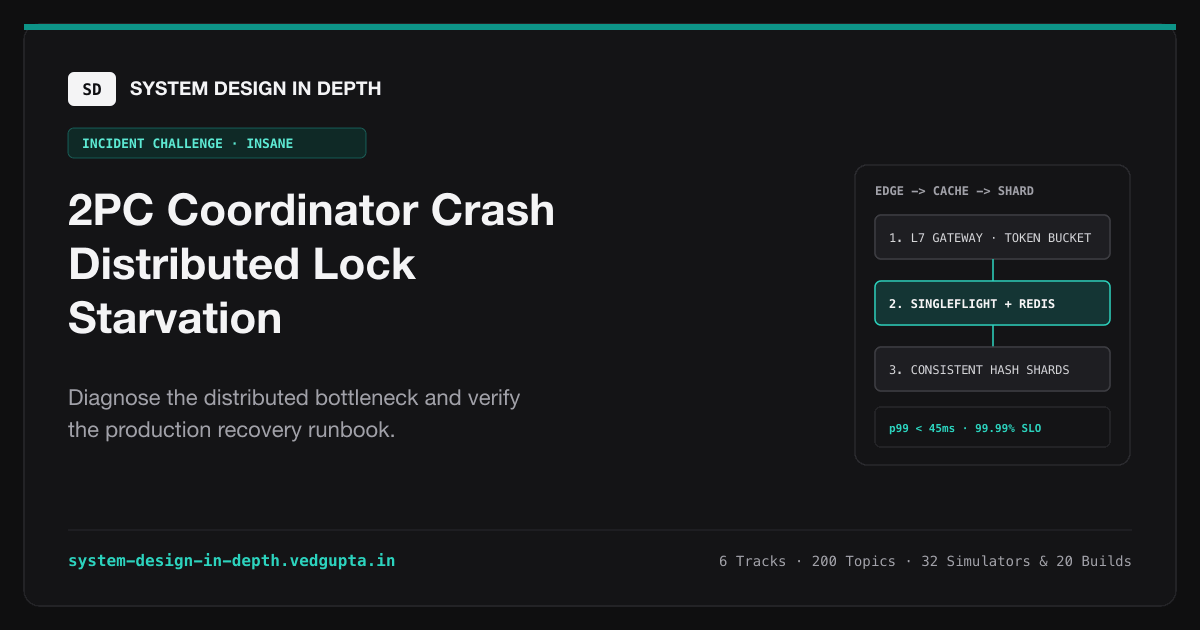 SD SYSTEM DESIGN IN DEPTH
INCIDENT CHALLENGE · INSANE
2PC Coordinator Crash
Distributed Lock
Starvation
Diagnose the distributed bottleneck and verify
the production recovery runbook.
EDGE —> CACHE —> SHARD
1. L7 GATEWAY · TOKEN BUCKET
2. SINGLEFLIGHT + REDIS
3. CONSISTENT HASH SHARDS
p99 < 45ms · 99.99% SLO
system-design-in-depth.vedgupta.in
6 Tracks · 200 Topics · 32 Simulators & 20 Builds